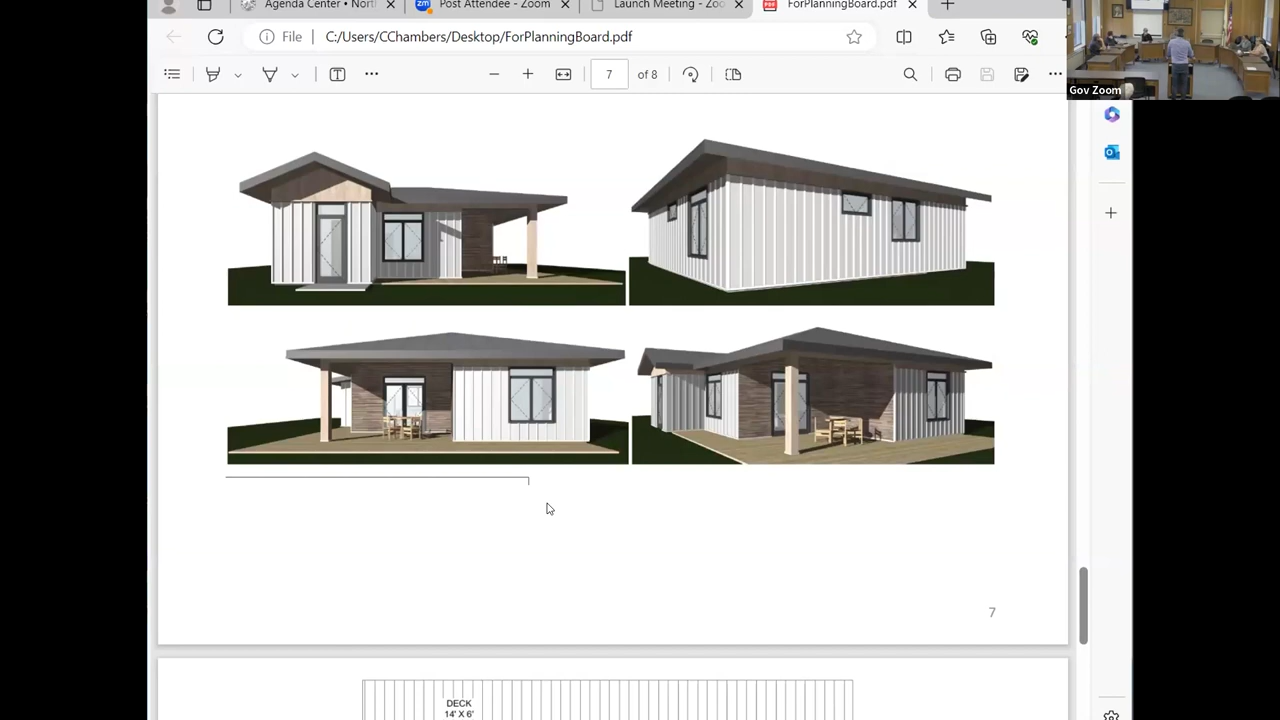 Agenda Center • Nort
Post Attendee - Zoom
Launch Meeting - Zoo
ForPlanningBoard.pdf
File
C:/Users/CChambers/Desktop/ForPlanningBoard.pdf
7
of 8
Gov Zoom
7
DECK
14' X 6'